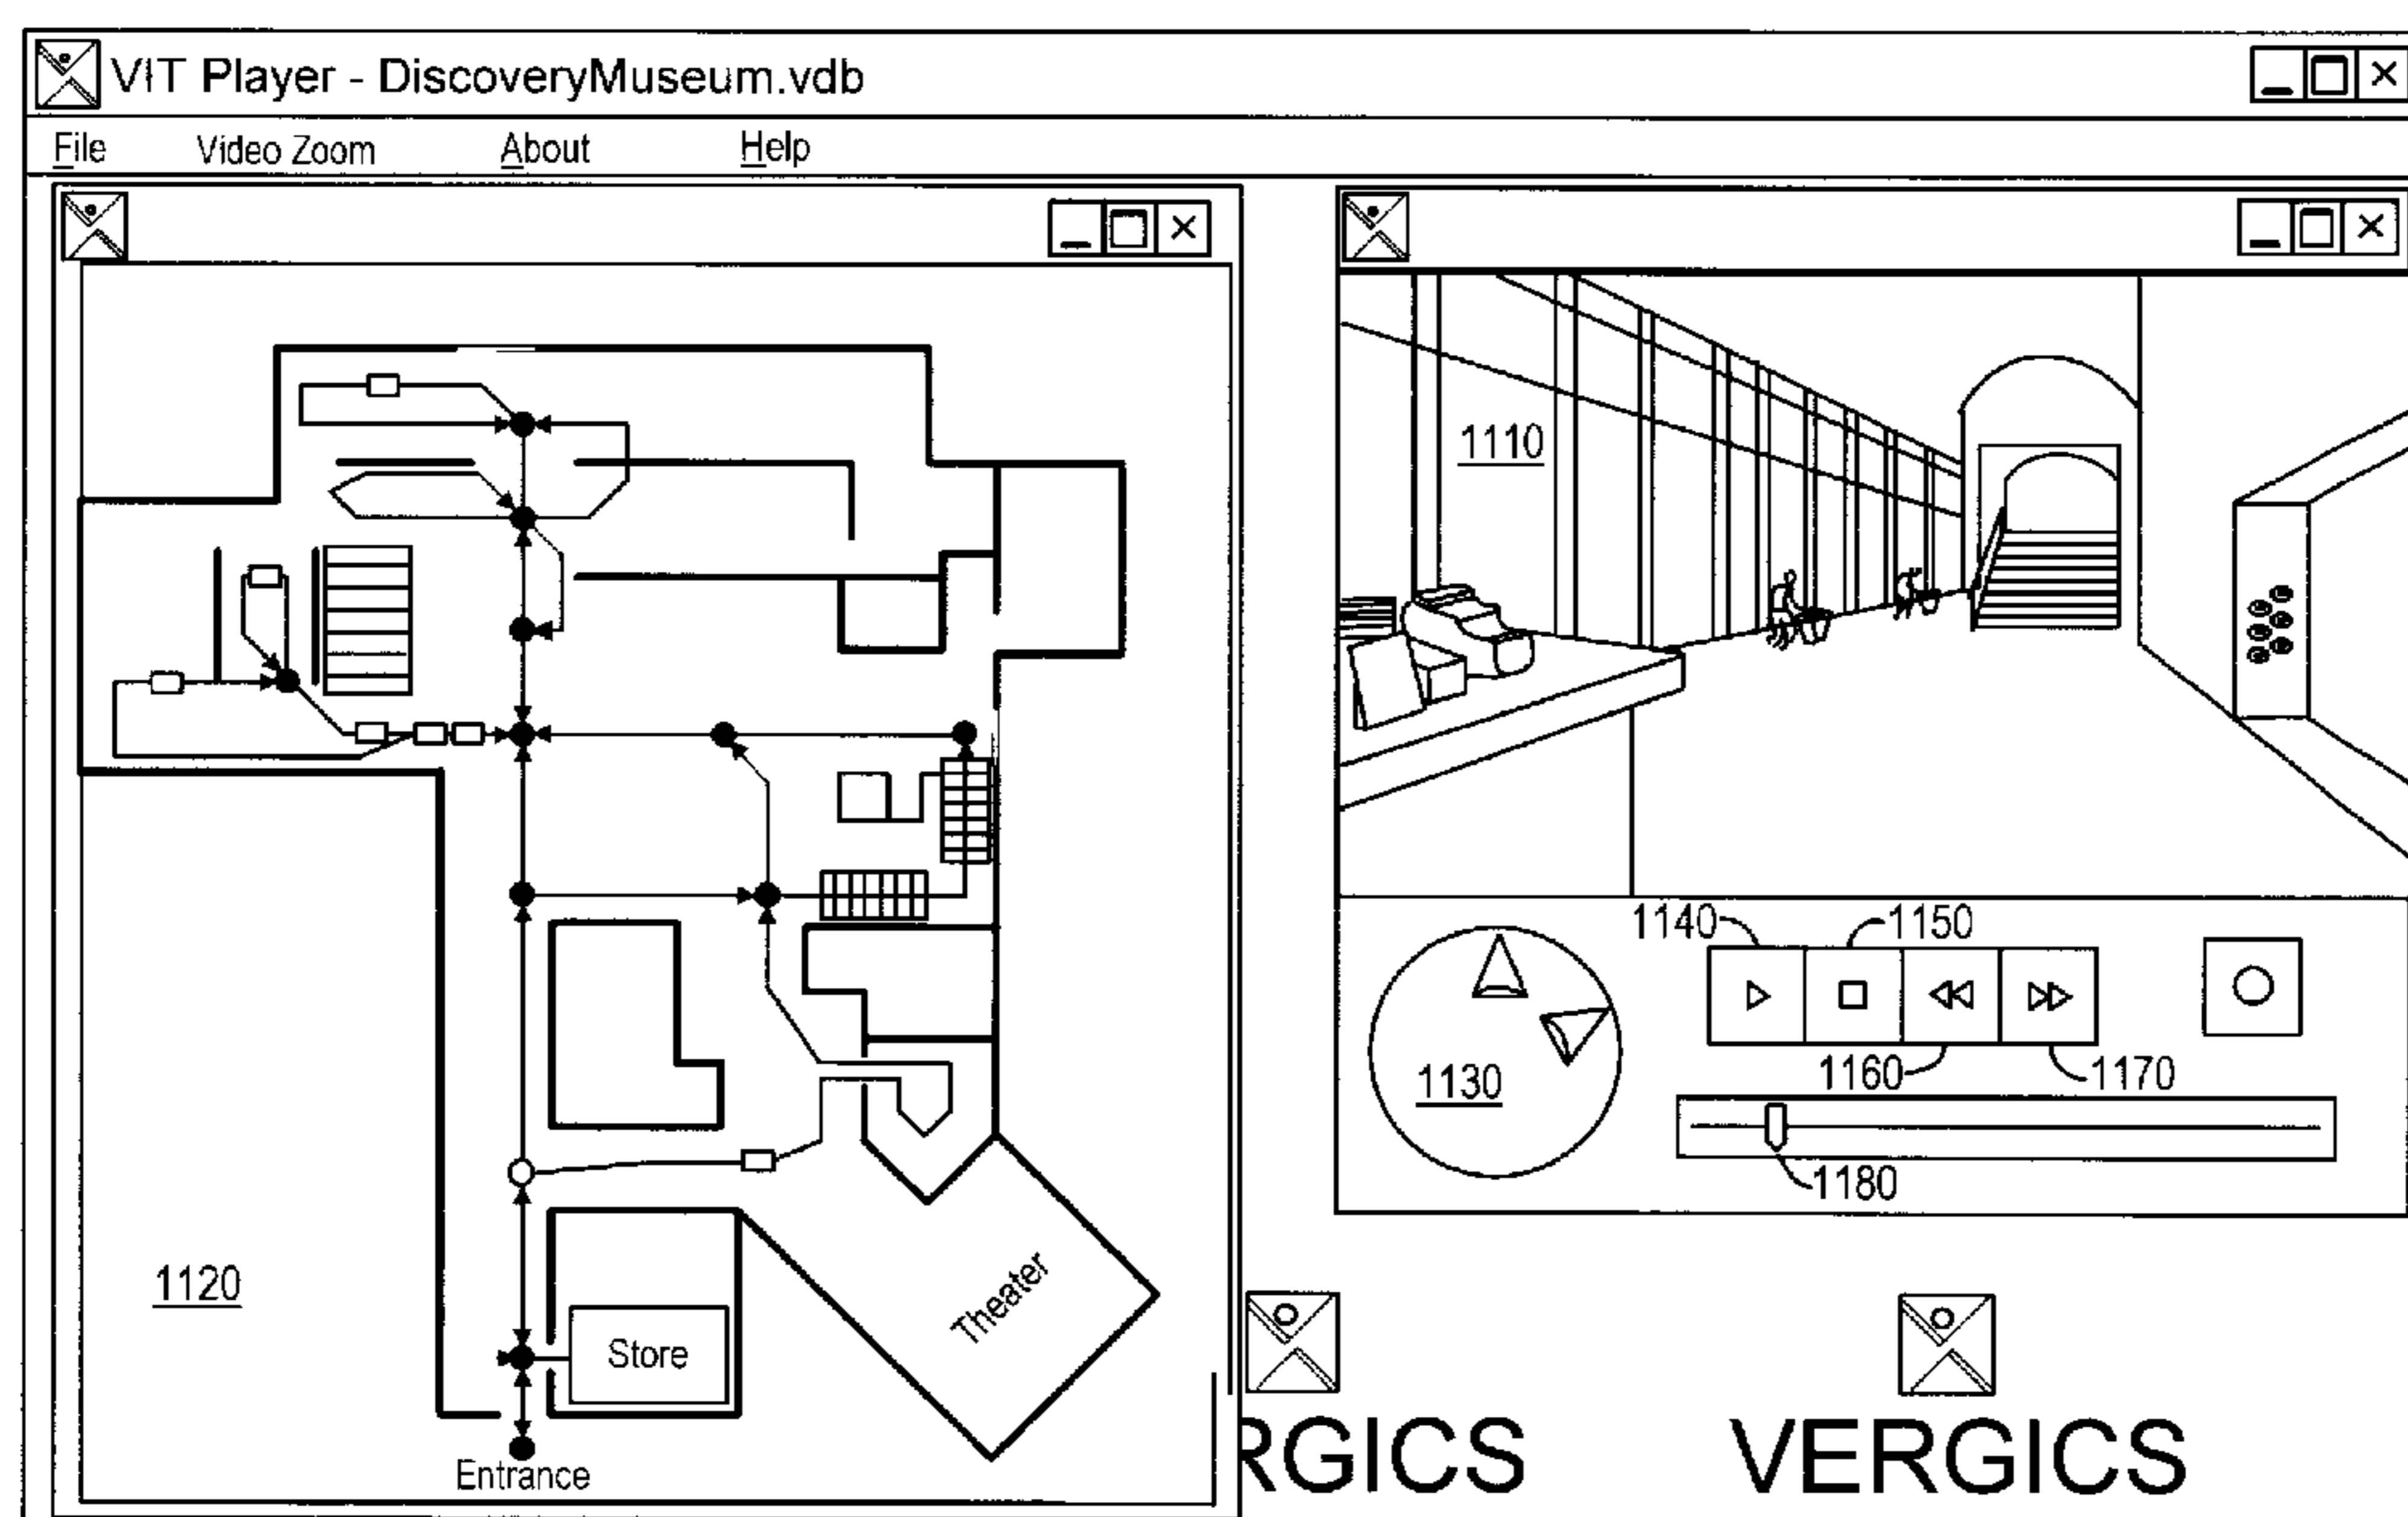 VIT Player - DiscoveryMuseum.vdb
File Video Zoom About Help
1110
1140 1150
1130
1160 1170
1180
1120
Theater
Store
Entrance
RGICS VERGICS